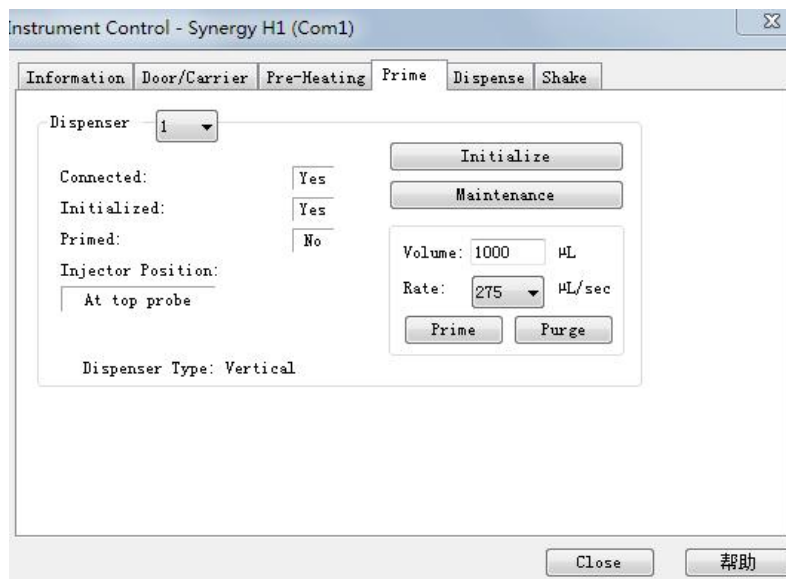 Instrument Control - Synergy H1 (Com1)
Information Door/Carrier Pre-Heating Prime Dispense Shake
Dispenser 1
Initialize
Connected: Yes
Maintenance
Initialized: Yes
Primed: No
Volume: 1000 µL
Injector Position:
Rate: 275 µL/sec
At top probe
Prime Purge
Dispenser Type: Vertical
Close 帮助